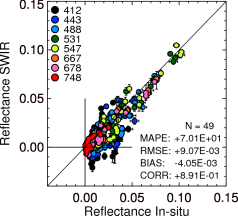 0.15
0.10
0.05
0.00
Reflectance SWIR
412
443
488
531
547
667
678
748
N = 49
MAPE: +7.01E+01
RMSE: +9.07E-03
BIAS: -4.05E-03
CORR: +8.91E-01
0.00 0.05 0.10 0.15
Reflectance In-situ